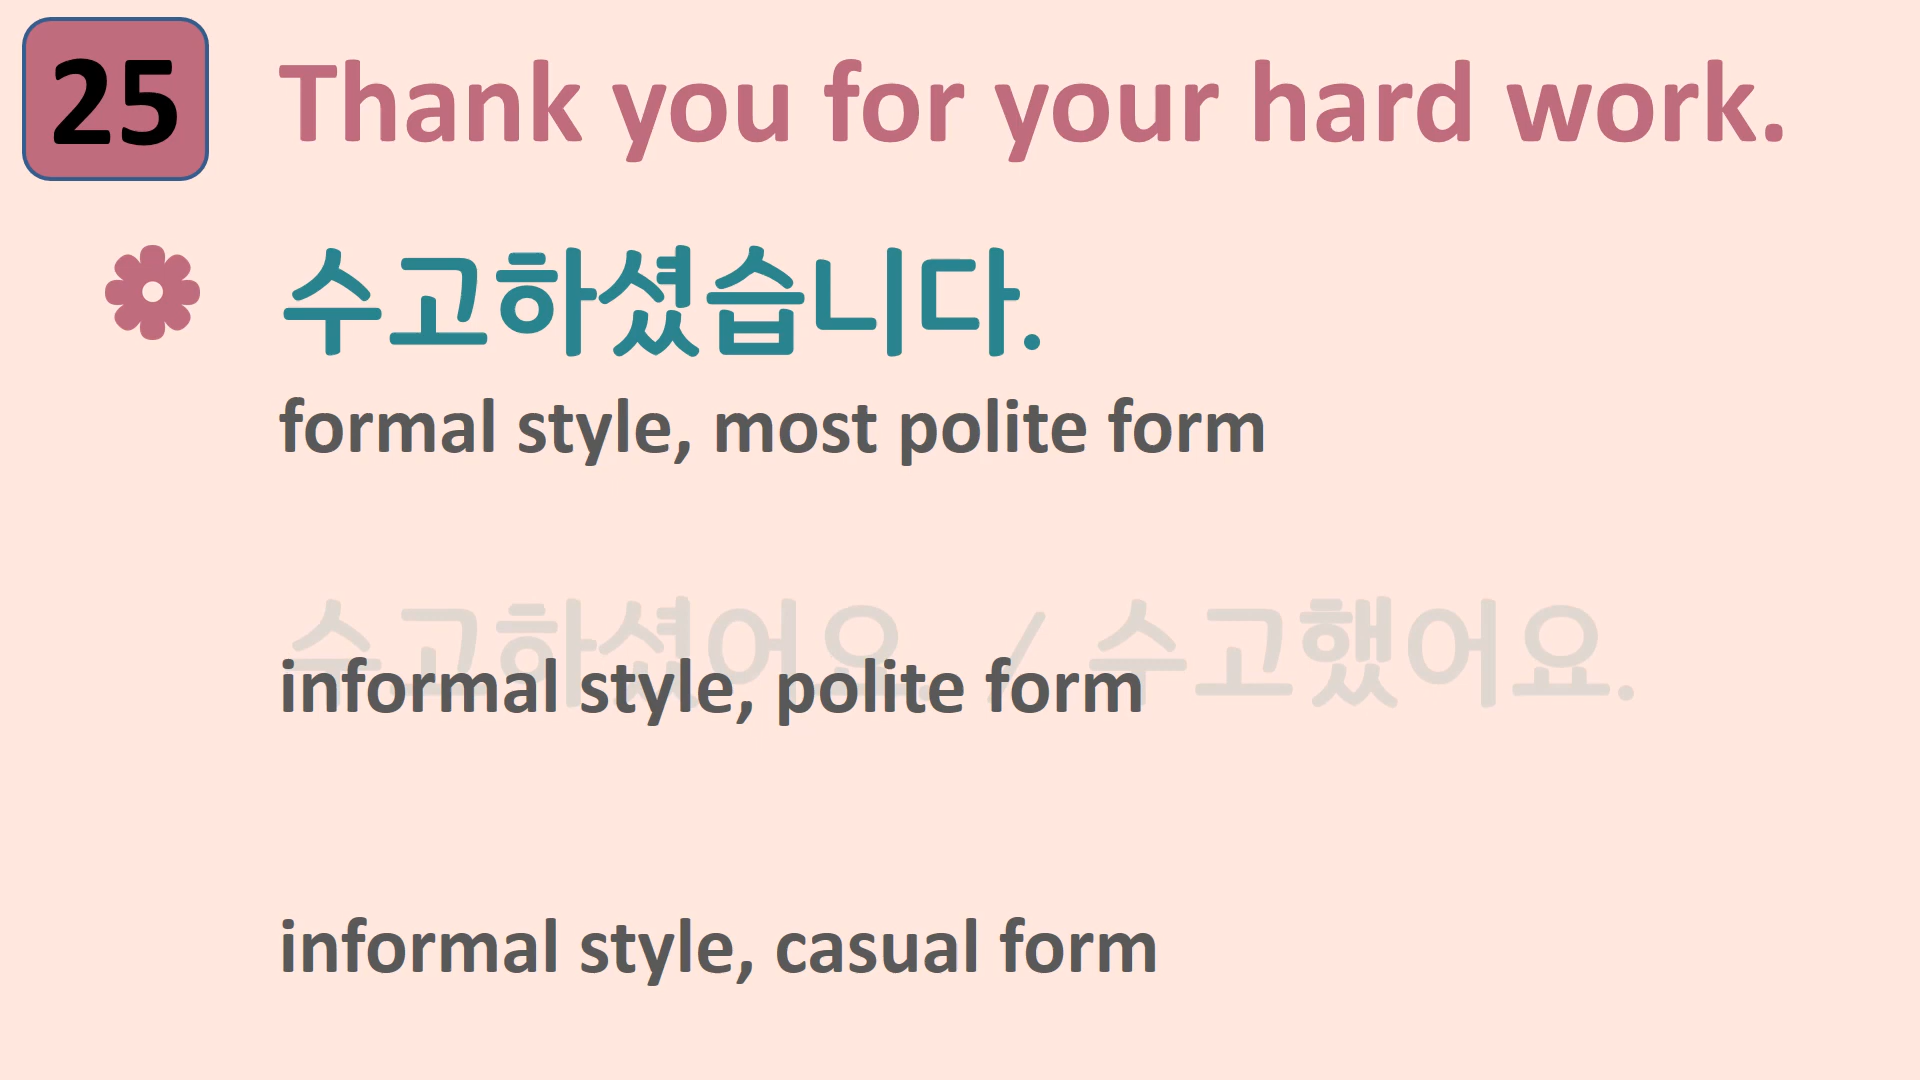 25
Thank you for your hard work.
수고하셨습니다.
formal style, most polite form
수고하셨어요. / 수고했어요.
informal style, polite form
informal style, casual form